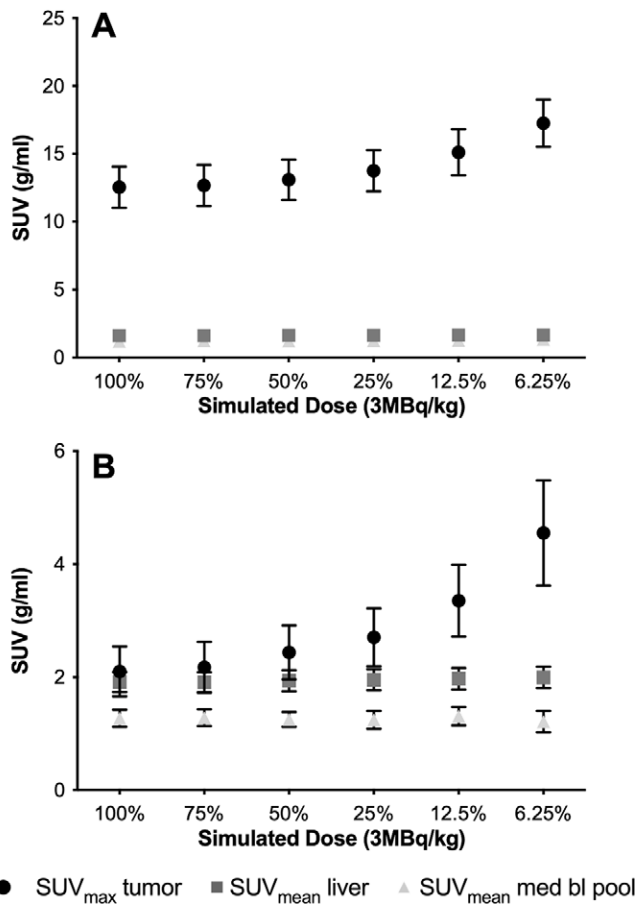 A
25
20
15
10
5
0
SUV (g/ml)
100% 75% 50% 25% 12.5% 6.25%
Simulated Dose (3MBq/kg)
B
6
4
2
0
SUV (g/ml)
100% 75% 50% 25% 12.5% 6.25%
Simulated Dose (3MBq/kg)
SUVmax tumor SUVmean liver SUVmean med bl pool